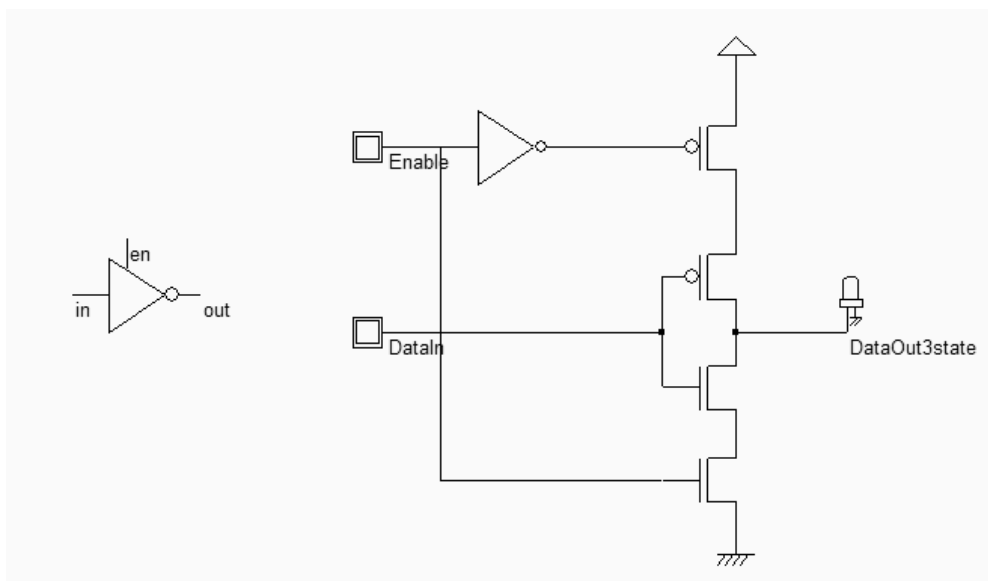 Enable
en
in
out
DataIn
DataOut3state